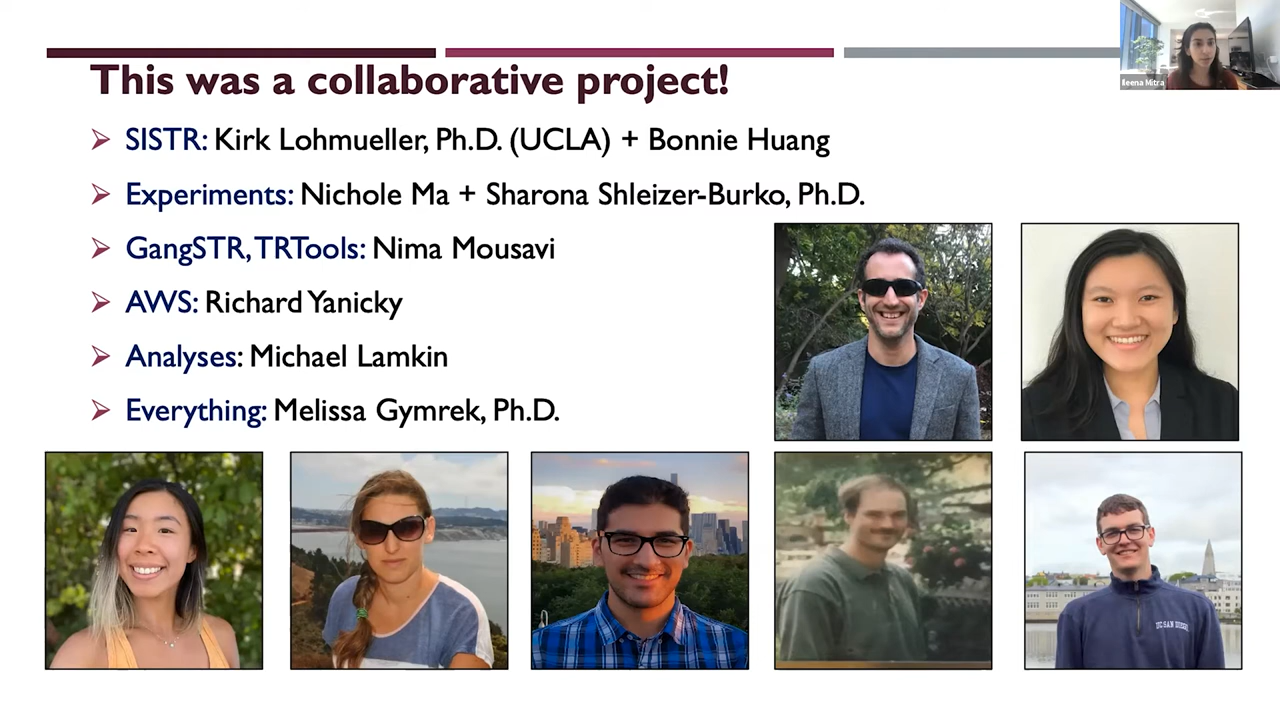 Ileena Mitra
This was a collaborative project!
SISTR: Kirk Lohmueller, Ph.D. (UCLA) + Bonnie Huang
Experiments: Nichole Ma + Sharona Shleizer-Burko, Ph.D.
GangSTR, TRTools: Nima Mousavi
AWS: Richard Yanicky
Analyses: Michael Lamkin
Everything: Melissa Gymrek, Ph.D.
UC SAN DIEGO